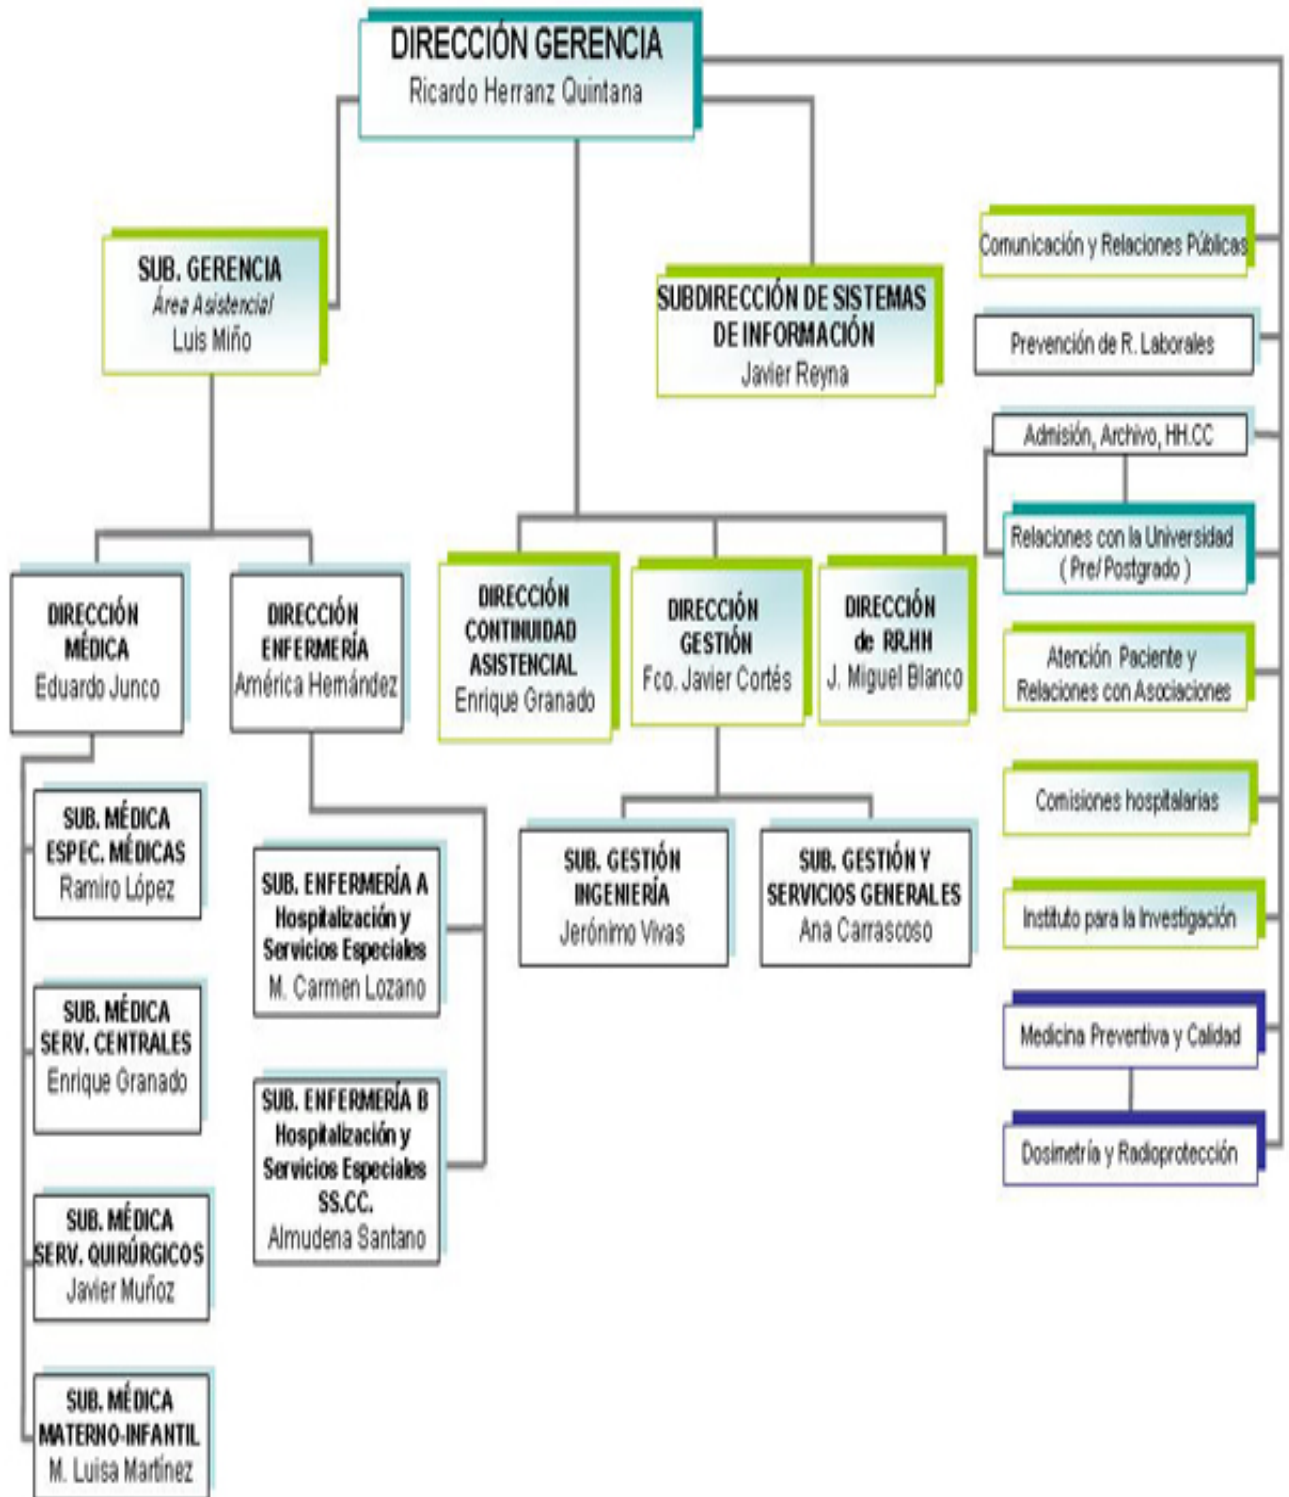 DIRECCIÓN GERENCIA
Ricardo Herranz Quintana
SUB. GERENCIA
Área Asistencial
Luis Miño
SUBDIRECCIÓN DE SISTEMAS
DE INFORMACIÓN
Javier Reyna
Comunicación y Relaciones Públicas
Prevención de R. Laborales
Admisión, Archivo, HH.CC
Relaciones con la Universidad
( Pre/Postgrado )
Atención Paciente y
Relaciones con Asociaciones
Comisiones hospitalarias
Instituto para la Investigación
Medicina Preventiva y Calidad
Dosimetría y Radioprotección
DIRECCIÓN
MÉDICA
Eduardo Junco
DIRECCIÓN
ENFERMERÍA
América Hernández
DIRECCIÓN
CONTINUIDAD
ASISTENCIAL
Enrique Granado
DIRECCIÓN
GESTIÓN
Fco. Javier Cortés
DIRECCIÓN
de RR.HH
J. Miguel Blanco
SUB. MÉDICA
ESPEC. MÉDICAS
Ramiro López
SUB. MÉDICA
SERV. CENTRALES
Enrique Granado
SUB. MÉDICA
SERV. QUIRÚRGICOS
Javier Muñoz
SUB. MÉDICA
MATERNO-INFANTIL
M. Luisa Martínez
SUB. ENFERMERÍA A
Hospitalización y
Servicios Especiales
M. Carmen Lozano
SUB. ENFERMERÍA B
Hospitalización y
Servicios Especiales
SS.CC.
Almudena Santano
SUB. GESTIÓN
INGENIERÍA
Jerónimo Vivas
SUB. GESTIÓN Y
SERVICIOS GENERALES
Ana Carrascoso